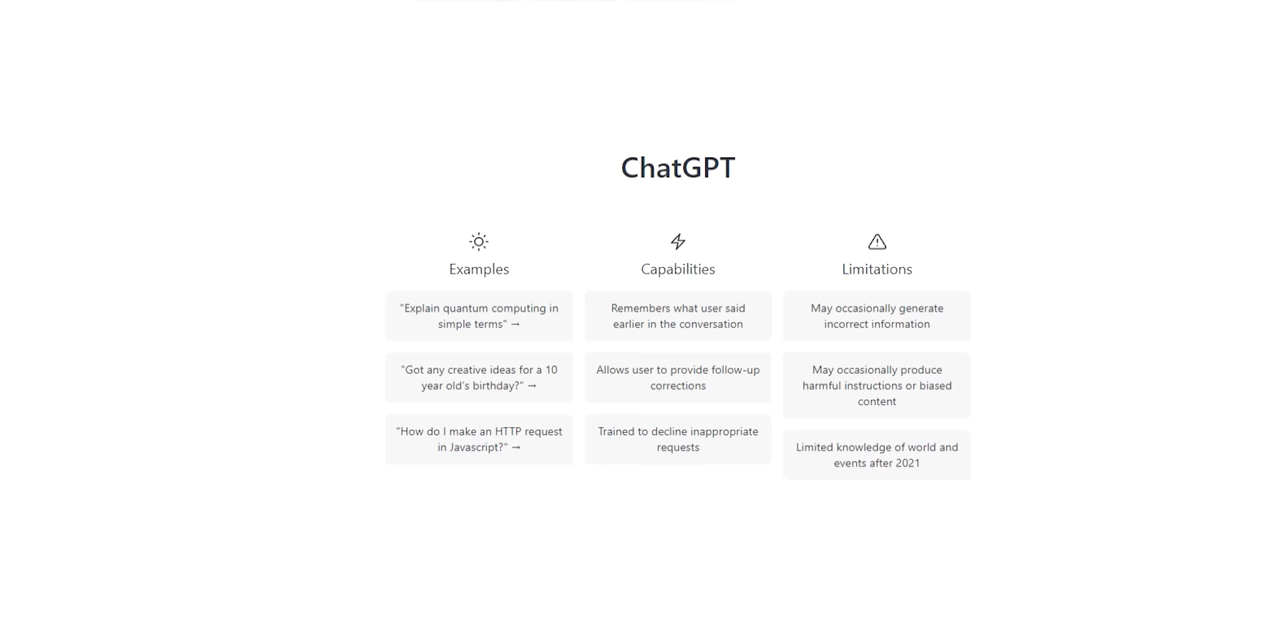 ChatGPT
Examples
"Explain quantum computing in
simple terms" →
"Got any creative ideas for a 10
year old's birthday?" →
"How do I make an HTTP request
in Javascript?" →
Capabilities
Remembers what user said
earlier in the conversation
Allows user to provide follow-up
corrections
Trained to decline inappropriate
requests
Limitations
May occasionally generate
incorrect information
May occasionally produce
harmful instructions or biased
content
Limited knowledge of world and
events after 2021